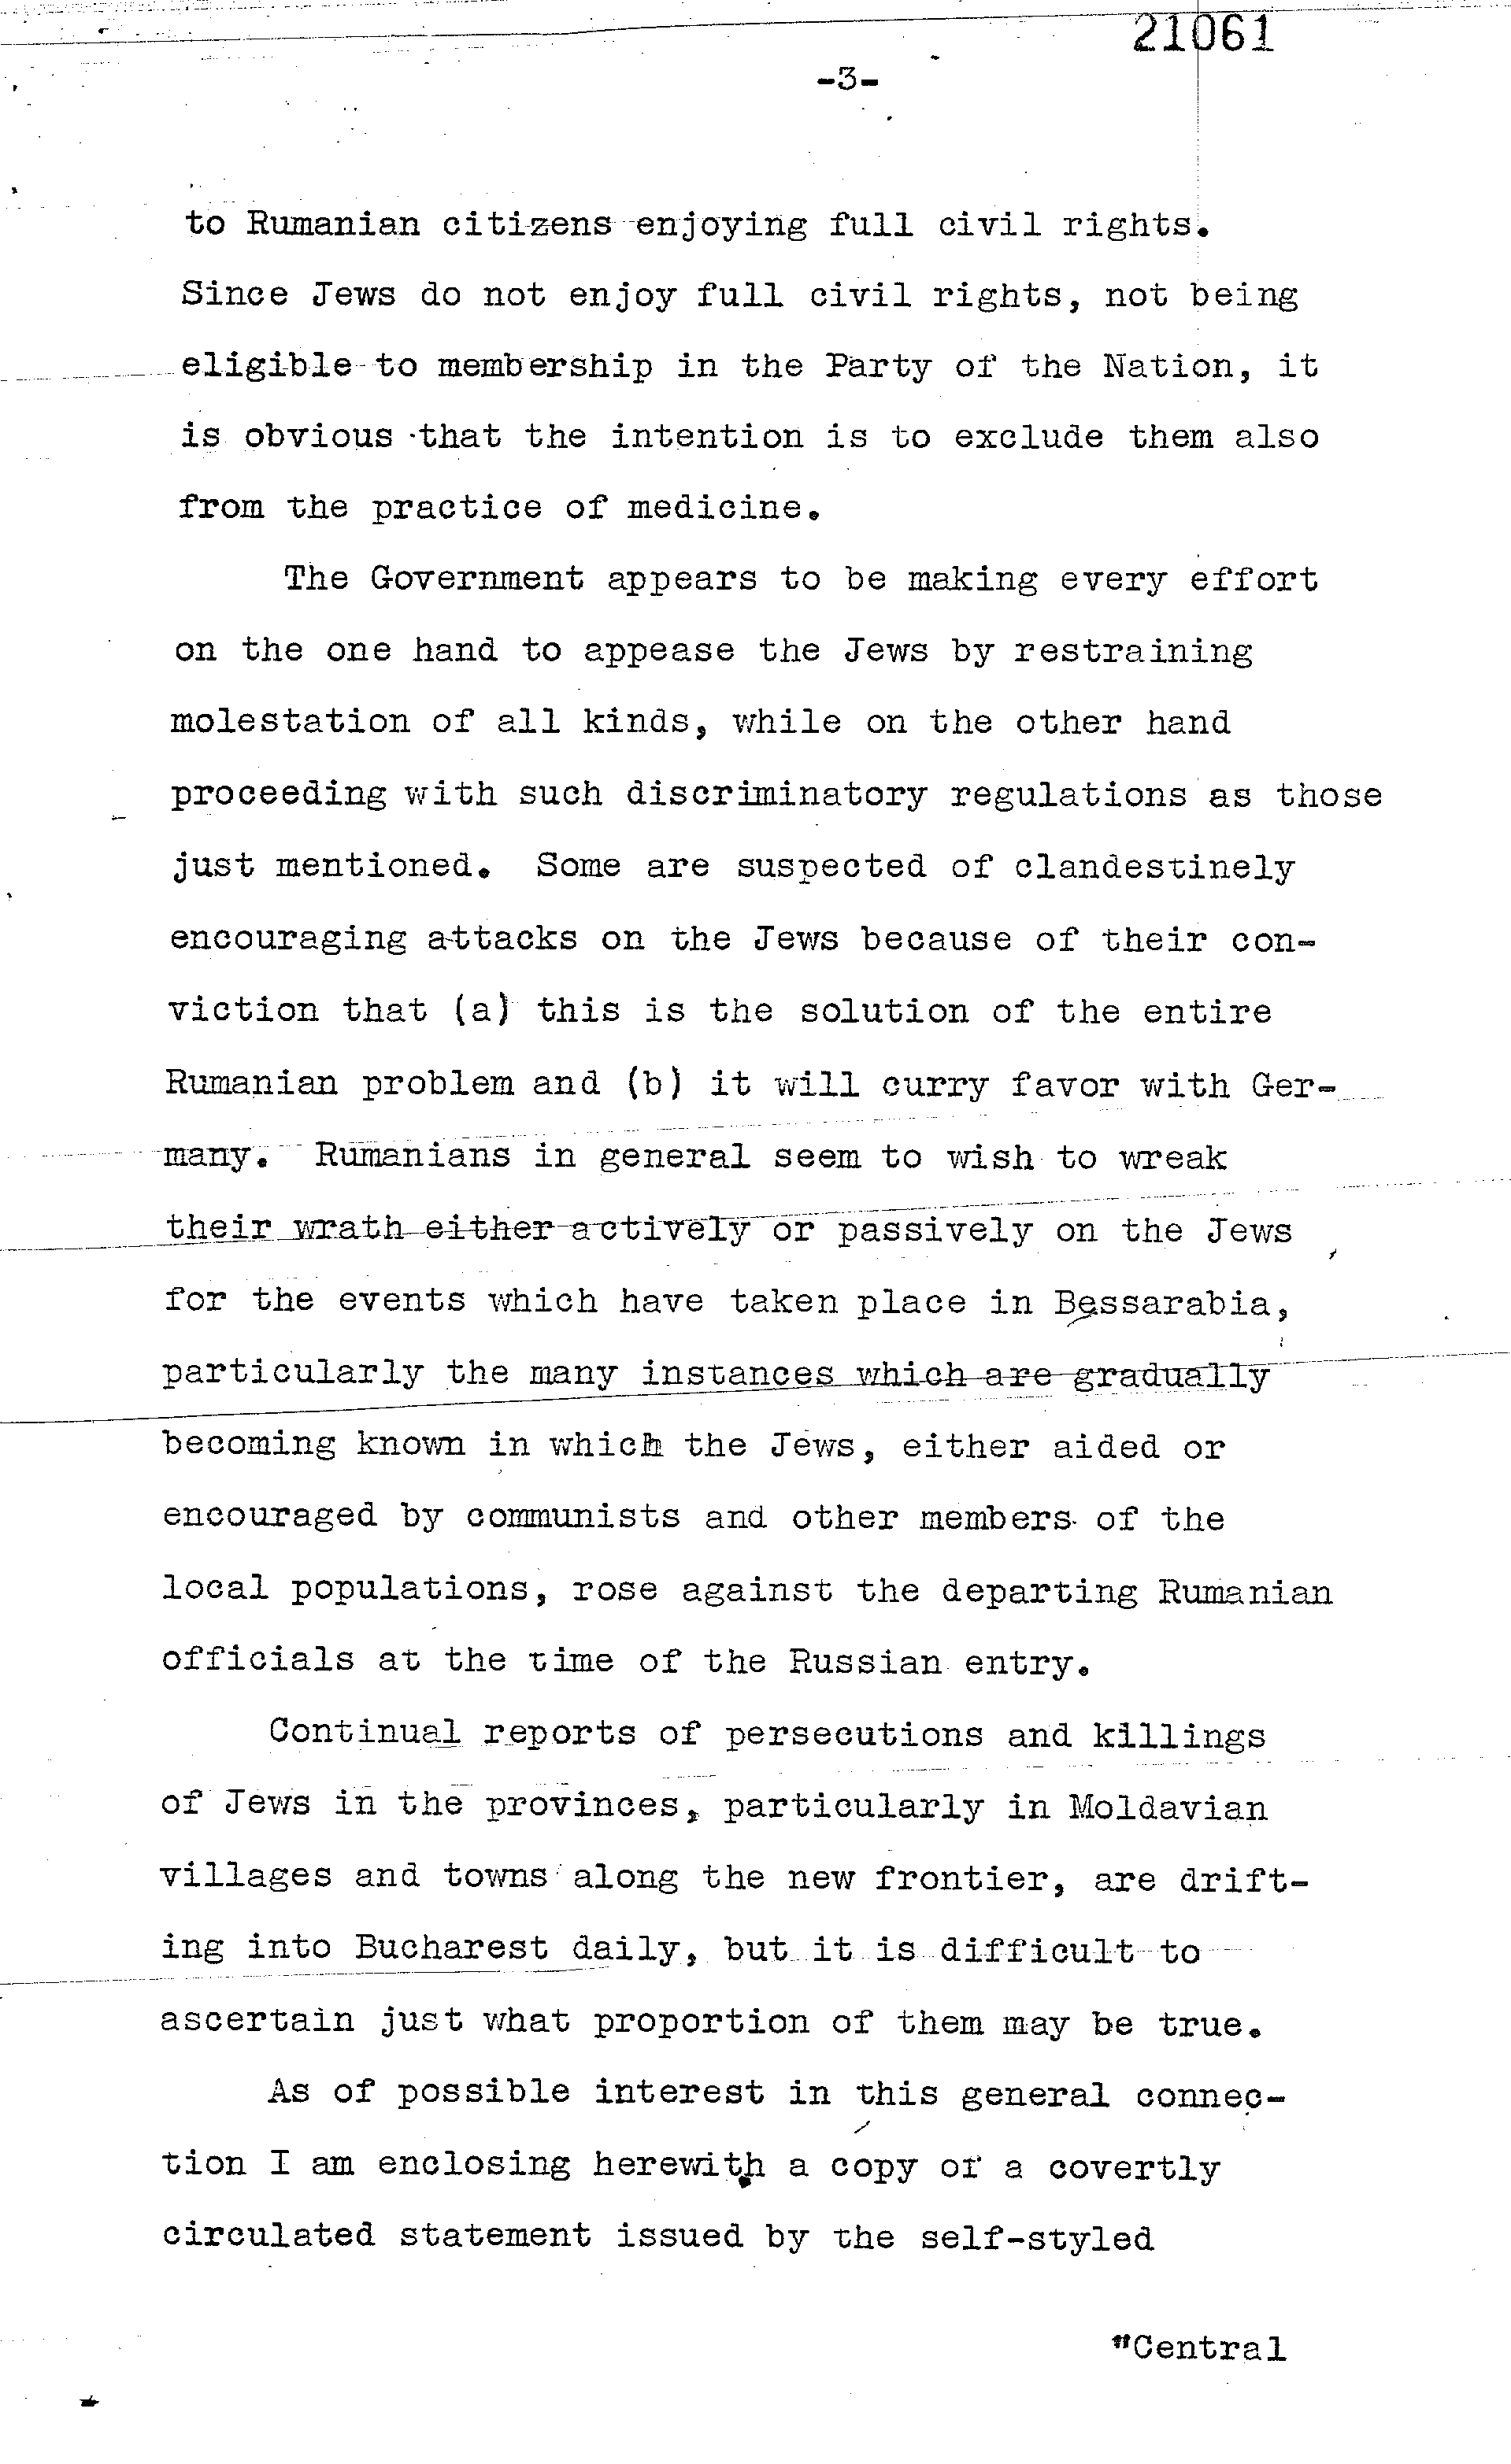 21061
-3-
to Rumanian citizens enjoying full civil rights.
Since Jews do not enjoy full civil rights, not being
eligible to membership in the Party of the Nation, it
is obvious that the intention is to exclude them also
from the practice of medicine.
The Government appears to be making every effort
on the one hand to appease the Jews by restraining
molestation of all kinds, while on the other hand
proceeding with such discriminatory regulations as those
just mentioned. Some are suspected of clandestinely
encouraging attacks on the Jews because of their con-
viction that (a) this is the solution of the entire
Rumanian problem and (b) it will curry favor with Ger-
many. Rumanians in general seem to wish to wreak
their wrath either actively or passively on the Jews
for the events which have taken place in Bessarabia,
particularly the many instances which are gradually
becoming known in which the Jews, either aided or
encouraged by communists and other members of the
local populations, rose against the departing Rumanian
officials at the time of the Russian entry.
Continual reports of persecutions and killings
of Jews in the provinces, particularly in Moldavian
villages and towns along the new frontier, are drift-
ing into Bucharest daily, but it is difficult to
ascertain just what proportion of them may be true.
As of possible interest in this general connec-
tion I am enclosing herewith a copy of a covertly
circulated statement issued by the self-styled
"Central